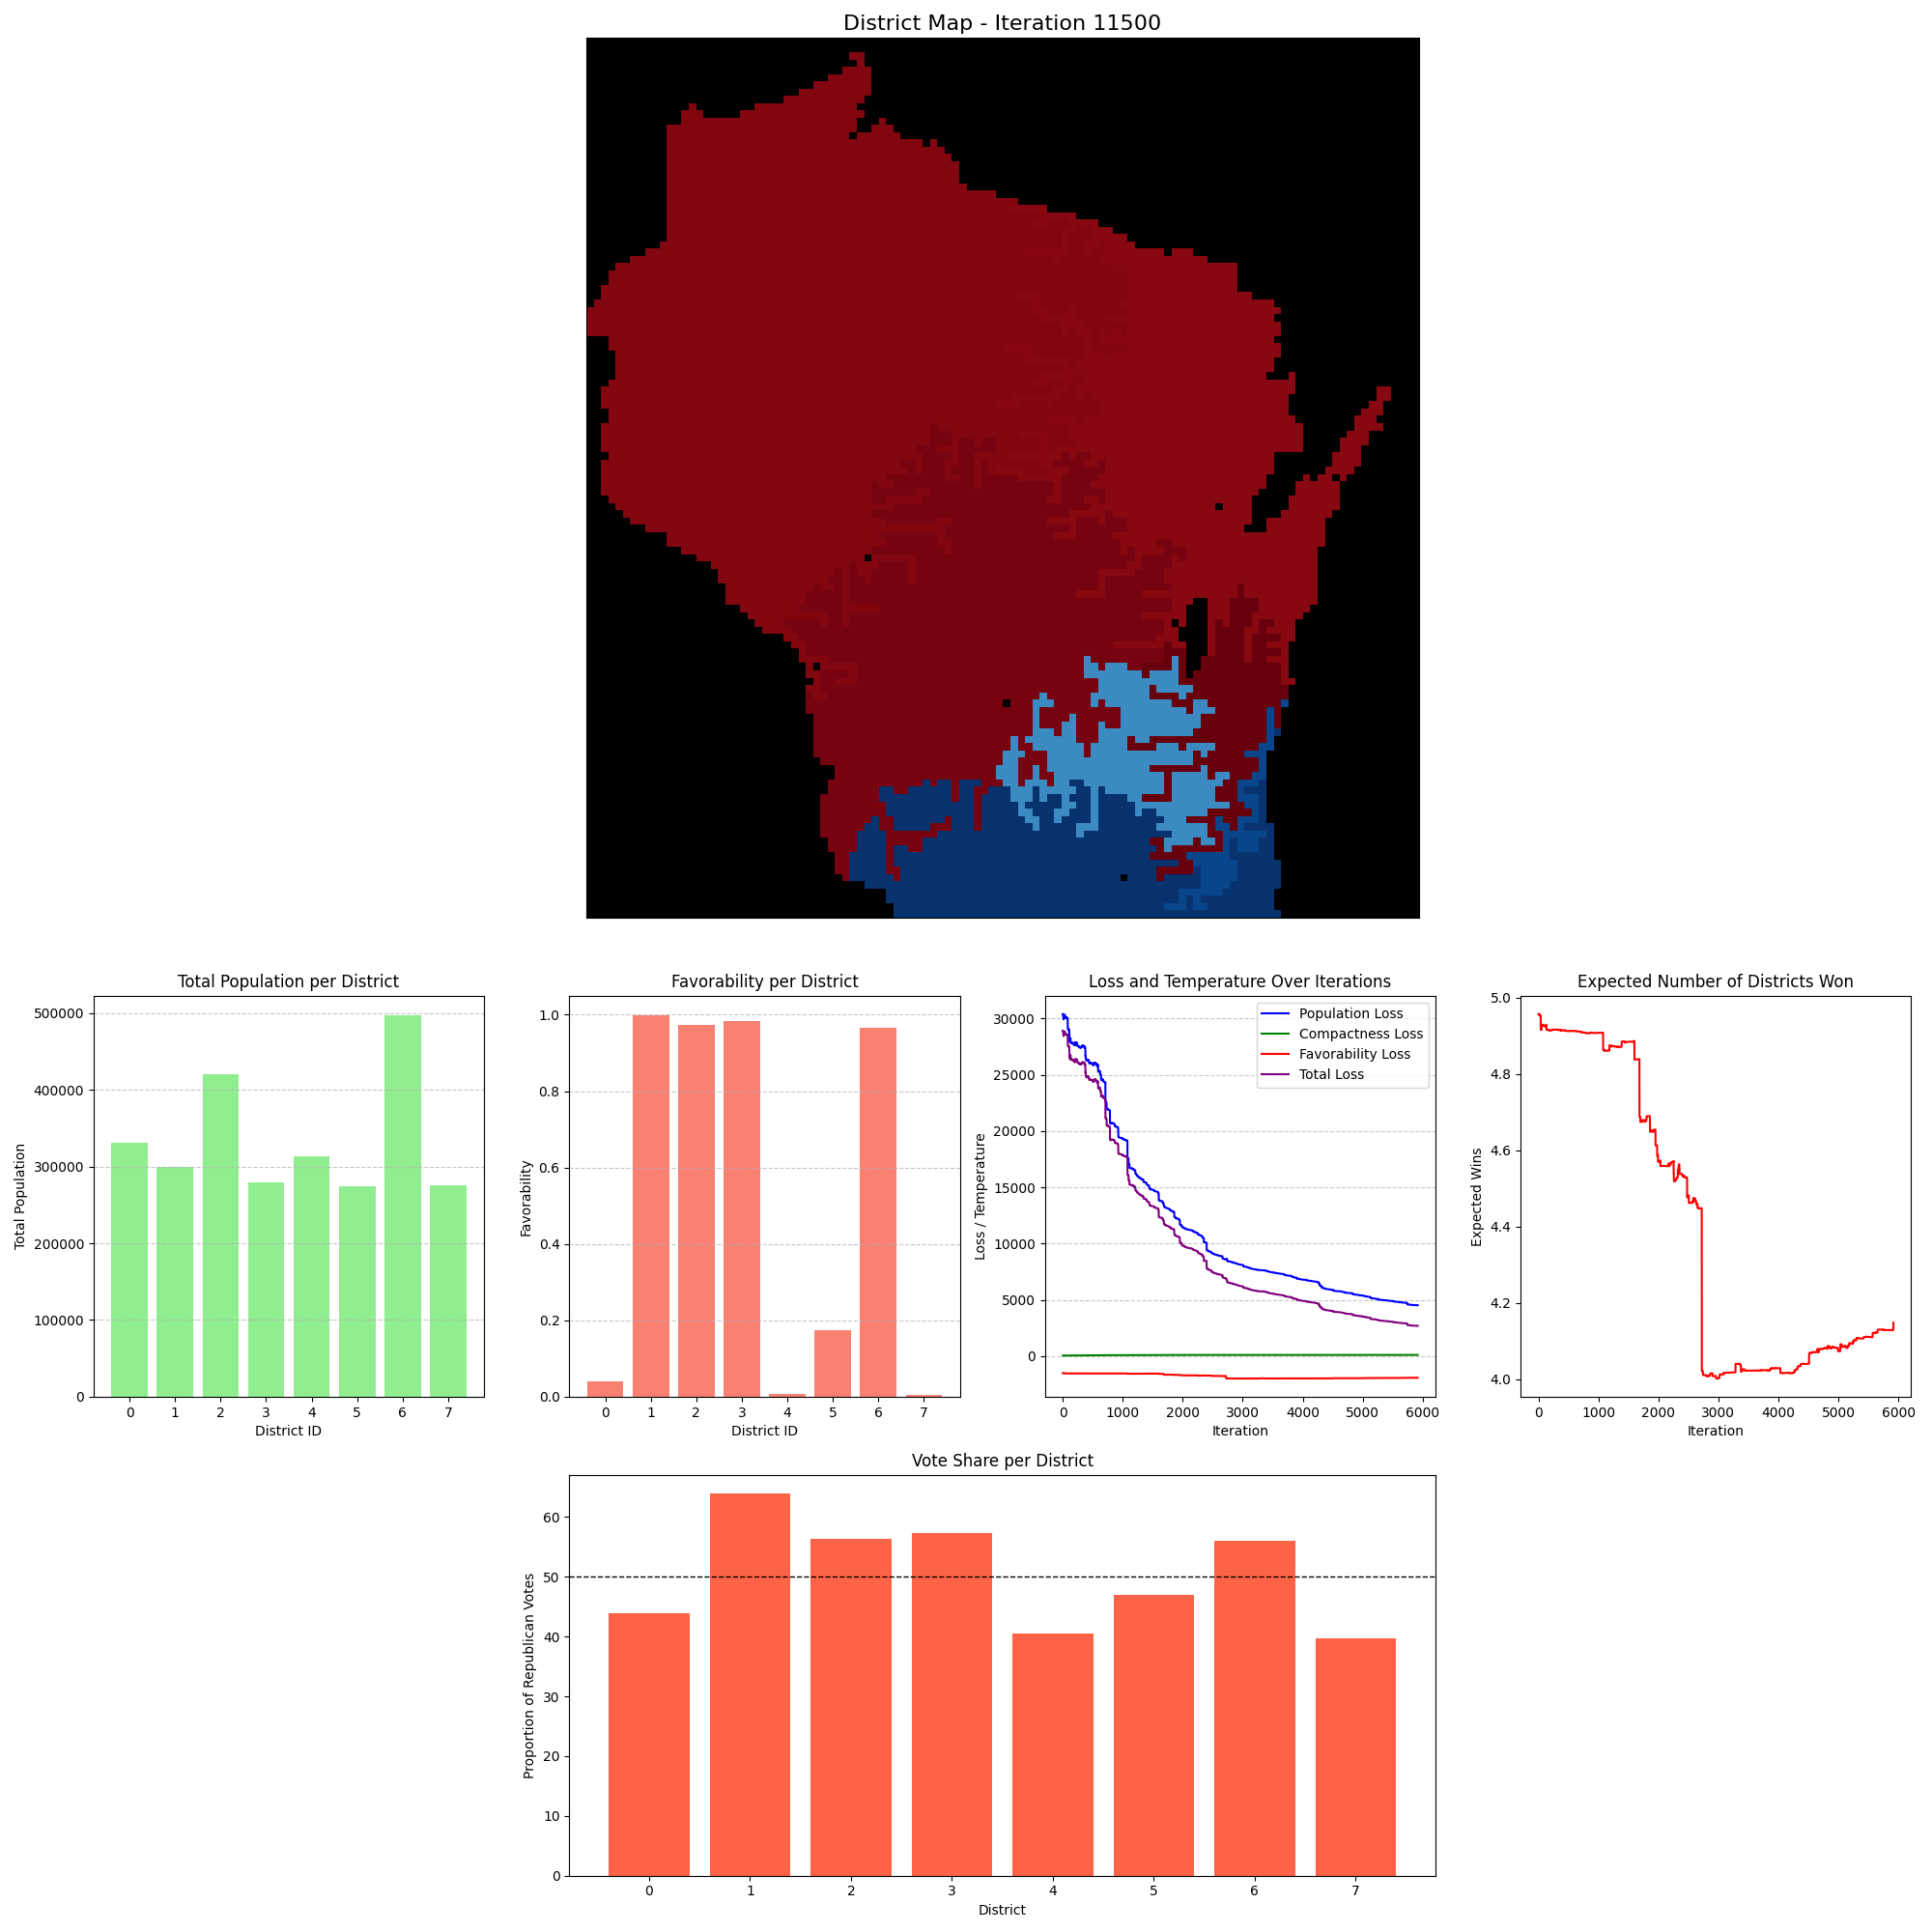 District Map - Iteration 11500
Total Population per District
Total Population
500000
400000
300000
200000
100000
0
0 1 2 3 4 5 6 7
District ID
Favorability per District
Favorability
1.0
0.8
0.6
0.4
0.2
0.0
0 1 2 3 4 5 6 7
District ID
Loss and Temperature Over Iterations
Loss / Temperature
30000
25000
20000
15000
10000
5000
0
Population Loss
Compactness Loss
Favorability Loss
Total Loss
0 1000 2000 3000 4000 5000 6000
Iteration
Expected Number of Districts Won
Expected Wins
5.0
4.8
4.6
4.4
4.2
4.0
0 1000 2000 3000 4000 5000 6000
Iteration
Vote Share per District
Proportion of Republican Votes
60
50
40
30
20
10
0
0 1 2 3 4 5 6 7
District